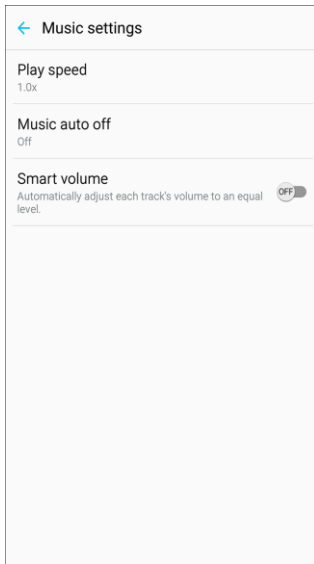 Music settings
Play speed
1.0x
Music auto off
Off
Smart volume
Automatically adjust each track's volume to an equal
level.
OFF